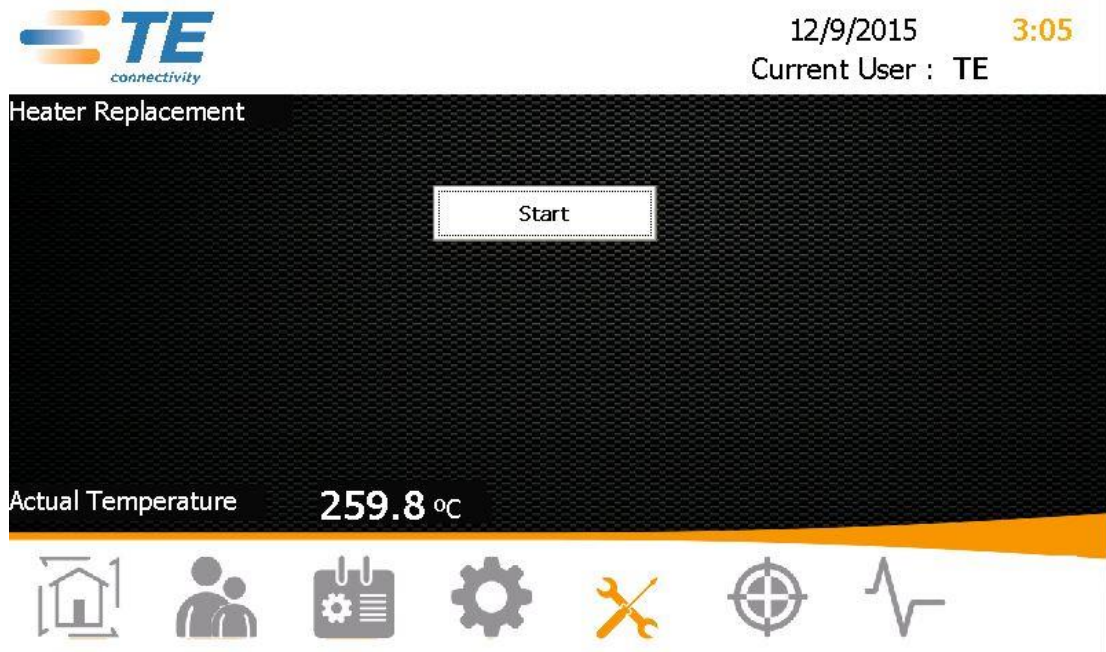 TE
connectivity
12/9/2015 3:05
Current User : TE
Heater Replacement
Start
Actual Temperature 259.8 ºC